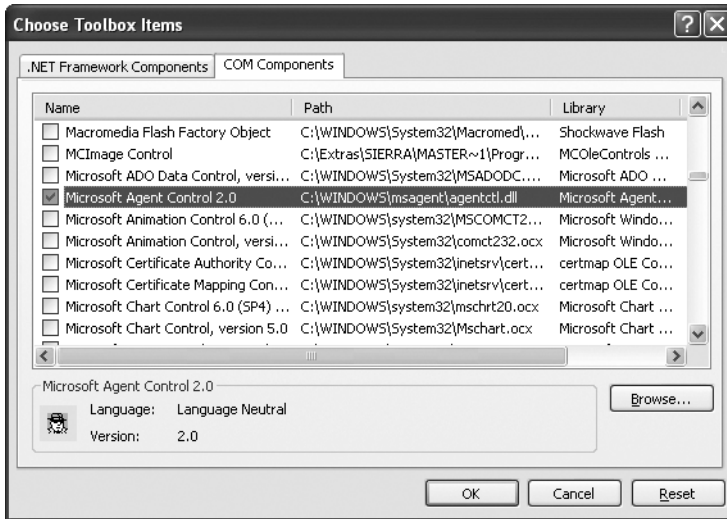 Choose Toolbox Items
.NET Framework Components COM Components
Name Path Library
Macromedia Flash Factory Object C:\WINDOWS\System32\Macromed\... Shockwave Flash
MCImage Control C:\Extras\SIERRA\MASTER~1\Progr... MCOleControls ...
Microsoft ADO Data Control, versi... C:\WINDOWS\System32\MSADODC.... Microsoft ADO ...
Microsoft Agent Control 2.0 C:\WINDOWS\msagent\agentctl.dll Microsoft Agent...
Microsoft Animation Control 6.0 (... C:\WINDOWS\system32\MSCOMCT2... Microsoft Windo...
Microsoft Animation Control, versi... C:\WINDOWS\System32\comct232.ocx Microsoft Windo...
Microsoft Certificate Authority Co... C:\WINDOWS\System32\inetsrv\cert... certmap OLE Co...
Microsoft Certificate Mapping Con... C:\WINDOWS\System32\inetsrv\cert... certmap OLE Co...
Microsoft Chart Control 6.0 (SP4) ... C:\WINDOWS\system32\mschrt20.ocx Microsoft Chart ...
Microsoft Chart Control, version 5.0 C:\WINDOWS\System32\Mschart.ocx Microsoft Chart ...
Microsoft Agent Control 2.0
Language: Language Neutral
Version: 2.0
Browse...
OK Cancel Reset